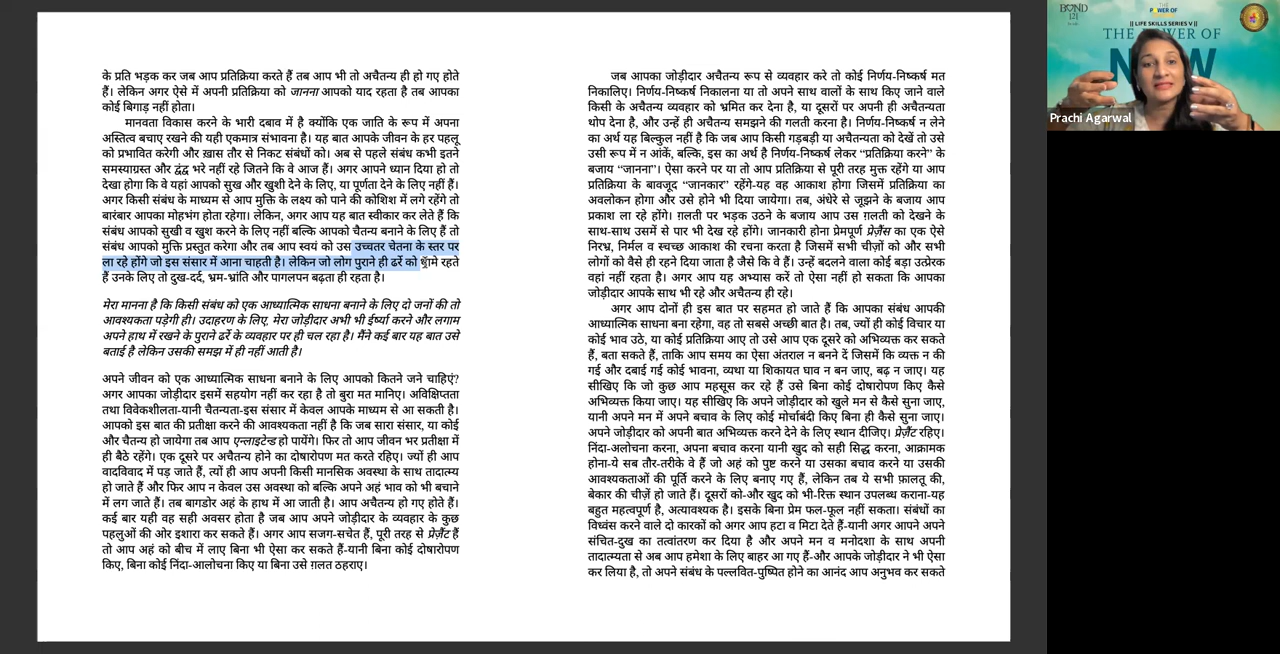 के प्रति भड़क कर जब आप प्रतिक्रिया करते हैं तब आप भी तो अचैतन्य ही हो गए होते
हैं। लेकिन अगर ऐसे में अपनी प्रतिक्रिया को जानना आपको याद रहता है तब आपका
कोई बिगाड़ नहीं होता।
मानवता विकास करने के भारी दबाव में है क्योंकि एक जाति के रूप में अपना
अस्तित्व बचाए रखने की यही एकमात्र संभावना है। यह बात आपके जीवन के हर पहलू
को प्रभावित करेगी और ख़ास तौर से निकट संबंधों को। अब से पहले संबंध कभी इतने
समस्याग्रस्त और द्वंद्व भरे नहीं रहे जितने कि वे आज हैं। अगर आपने ध्यान दिया हो तो
देखा होगा कि वे यहां आपको सुख और खुशी देने के लिए, या पूर्णता देने के लिए नहीं हैं।
अगर किसी संबंध के माध्यम से आप मुक्ति के लक्ष्य को पाने की कोशिश में लगे रहेंगे तो
बारंबार आपका मोहभंग होता रहेगा। लेकिन, अगर आप यह बात स्वीकार कर लेते हैं कि
संबंध आपको सुखी व खुश करने के लिए नहीं बल्कि आपको चैतन्य बनाने के लिए हैं तो
संबंध आपको मुक्ति प्रस्तुत करेगा और तब आप स्वयं को उस उच्चतर चेतना के स्तर पर
ला रहे होंगे जो इस संसार में आना चाहती है। लेकिन जो लोग पुराने ही ढर्रे को थामे रहते
हैं उनके लिए तो दुख-दर्द, भ्रम-भ्रांति और पागलपन बढ़ता ही रहता है।
मेरा मानना है कि किसी संबंध को एक आध्यात्मिक साधना बनाने के लिए दो जनों की तो
आवश्यकता पड़ेगी ही। उदाहरण के लिए, मेरा जोड़ीदार अभी भी ईर्ष्या करने और लगाम
अपने हाथ में रखने के पुराने ढर्रे के व्यवहार पर ही चल रहा है। मैंने कई बार यह बात उसे
बताई है लेकिन उसकी समझ में ही नहीं आती है।
अपने जीवन को एक आध्यात्मिक साधना बनाने के लिए आपको कितने जने चाहिएं?
अगर आपका जोड़ीदार इसमें सहयोग नहीं कर रहा है तो बुरा मत मानिए। अविक्षिप्तता
तथा विवेकशीलता-यानी चैतन्यता-इस संसार में केवल आपके माध्यम से आ सकती है।
आपको इस बात की प्रतीक्षा करने की आवश्यकता नहीं है कि जब सारा संसार, या कोई
और चैतन्य हो जायेगा तब आप एन्लाइटेन्ड हो पायेंगे। फिर तो आप जीवन भर प्रतीक्षा में
ही बैठे रहेंगे। एक दूसरे पर अचैतन्य होने का दोषारोपण मत करते रहिए। ज्यों ही आप
वादविवाद में पड़ जाते हैं, त्यों ही आप अपनी किसी मानसिक अवस्था के साथ तादात्म्य
हो जाते हैं और फिर आप न केवल उस अवस्था को बल्कि अपने अहं भाव को भी बचाने
में लग जाते हैं। तब बागडोर अहं के हाथ में आ जाती है। आप अचैतन्य हो गए होते हैं।
कई बार यही वह सही अवसर होता है जब आप अपने जोड़ीदार के व्यवहार के कुछ
पहलुओं की ओर इशारा कर सकते हैं। अगर आप सजग-सचेत हैं, पूरी तरह से प्रेज़ैंट हैं
तो आप अहं को बीच में लाए बिना भी ऐसा कर सकते हैं-यानी बिना कोई दोषारोपण
किए, बिना कोई निंदा-आलोचना किए या बिना उसे ग़लत ठहराए।
जब आपका जोड़ीदार अचैतन्य रूप से व्यवहार करे तो कोई निर्णय-निष्कर्ष मत
निकालिए। निर्णय-निष्कर्ष निकालना या तो अपने साथ वालों के साथ किए जाने वाले
किसी के अचैतन्य व्यवहार को भ्रमित कर देना है, या दूसरों पर अपनी ही अचैतन्यता
थोप देना है, और उन्हें ही अचैतन्य समझने की गलती करना है। निर्णय-निष्कर्ष न लेने
का अर्थ यह बिल्कुल नहीं है कि जब आप किसी गड़बड़ी या अचैतन्यता को देखें तो उसे
उसी रूप में न आंकें, बल्कि, इस का अर्थ है निर्णय-निष्कर्ष लेकर “प्रतिक्रिया करने” के
बजाय “जानना”। ऐसा करने पर या तो आप प्रतिक्रिया से पूरी तरह मुक्त रहेंगे या आप
प्रतिक्रिया के बावजूद “जानकार” रहेंगे-यह वह आकाश होगा जिसमें प्रतिक्रिया का
अवलोकन होगा और उसे होने भी दिया जायेगा। तब, अंधेरे से जूझने के बजाय आप
प्रकाश ला रहे होंगे। ग़लती पर भड़क उठने के बजाय आप उस ग़लती को देखने के
साथ-साथ उसमें से पार भी देख रहे होंगे। जानकारी होना प्रेमपूर्ण प्रेज़ैंस का एक ऐसे
निरभ्र, निर्मल व स्वच्छ आकाश की रचना करता है जिसमें सभी चीज़ों को और सभी
लोगों को वैसा ही रहने दिया जाता है जैसे कि वे हैं। उन्हें बदलने वाला कोई बड़ा उत्प्रेरक
वहां नहीं रहता है। अगर आप यह अभ्यास करें तो ऐसा नहीं हो सकता कि आपका
जोड़ीदार आपके साथ भी रहे और अचैतन्य ही रहे।
अगर आप दोनों ही इस बात पर सहमत हो जाते हैं कि आपका संबंध आपकी
आध्यात्मिक साधना बना रहेगा, वह तो सबसे अच्छी बात है। तब, ज्यों ही कोई विचार या
कोई भाव उठे, या कोई प्रतिक्रिया आए तो उसे आप एक दूसरे को अभिव्यक्त कर सकते
हैं, बता सकते हैं, ताकि आप समय का ऐसा अंतराल न बनने दें जिसमें कि व्यक्त न की
गई और दबाई गई कोई भावना, व्यथा या शिकायत घाव न बन जाए, बढ़ न जाए। यह
सीखिए कि जो कुछ आप महसूस कर रहे हैं उसे बिना कोई दोषारोपण किए कैसे
अभिव्यक्त किया जाए। यह सीखिए कि अपने जोड़ीदार को खुले मन से कैसे सुना जाए,
यानी अपने मन में अपने बचाव के लिए कोई मोर्चाबंदी किए बिना ही कैसे सुना जाए।
अपने जोड़ीदार को अपनी बात अभिव्यक्त करने देने के लिए स्थान दीजिए। प्रेज़ैंट रहिए।
निंदा-अलोचना करना, अपना बचाव करना यानी खुद को सही सिद्ध करना, आक्रामक
होना-ये सब तौर-तरीके वे हैं जो अहं को पुष्ट करने या उसका बचाव करने या उसकी
आवश्यकताओं की पूर्ति करने के लिए बनाए गए हैं, लेकिन तब ये सभी फ़ालतू की,
बेकार की चीज़ें हो जाते हैं। दूसरों को-और खुद को भी-रिक्त स्थान उपलब्ध कराना-यह
बहुत महत्वपूर्ण है, अत्यावश्यक है। इसके बिना प्रेम फल-फूल नहीं सकता। संबंधों का
विध्वंस करने वाले दो कारकों को अगर आप हटा व मिटा देते हैं-यानी अगर आपने अपने
संचित-दुख का तत्वांतरण कर दिया है और अपने मन व मनोदशा के साथ अपनी
तादात्म्यता से अब आप हमेशा के लिए बाहर आ गए हैं-और आपके जोड़ीदार ने भी ऐसा
कर लिया है, तो अपने संबंध के पल्लवित-पुष्पित होने का आनंद आप अनुभव कर सकते
BOND
POWER OF
|| LIFE SKILLS SERIES V ||
THE POWER OF
Prachi Agarwal